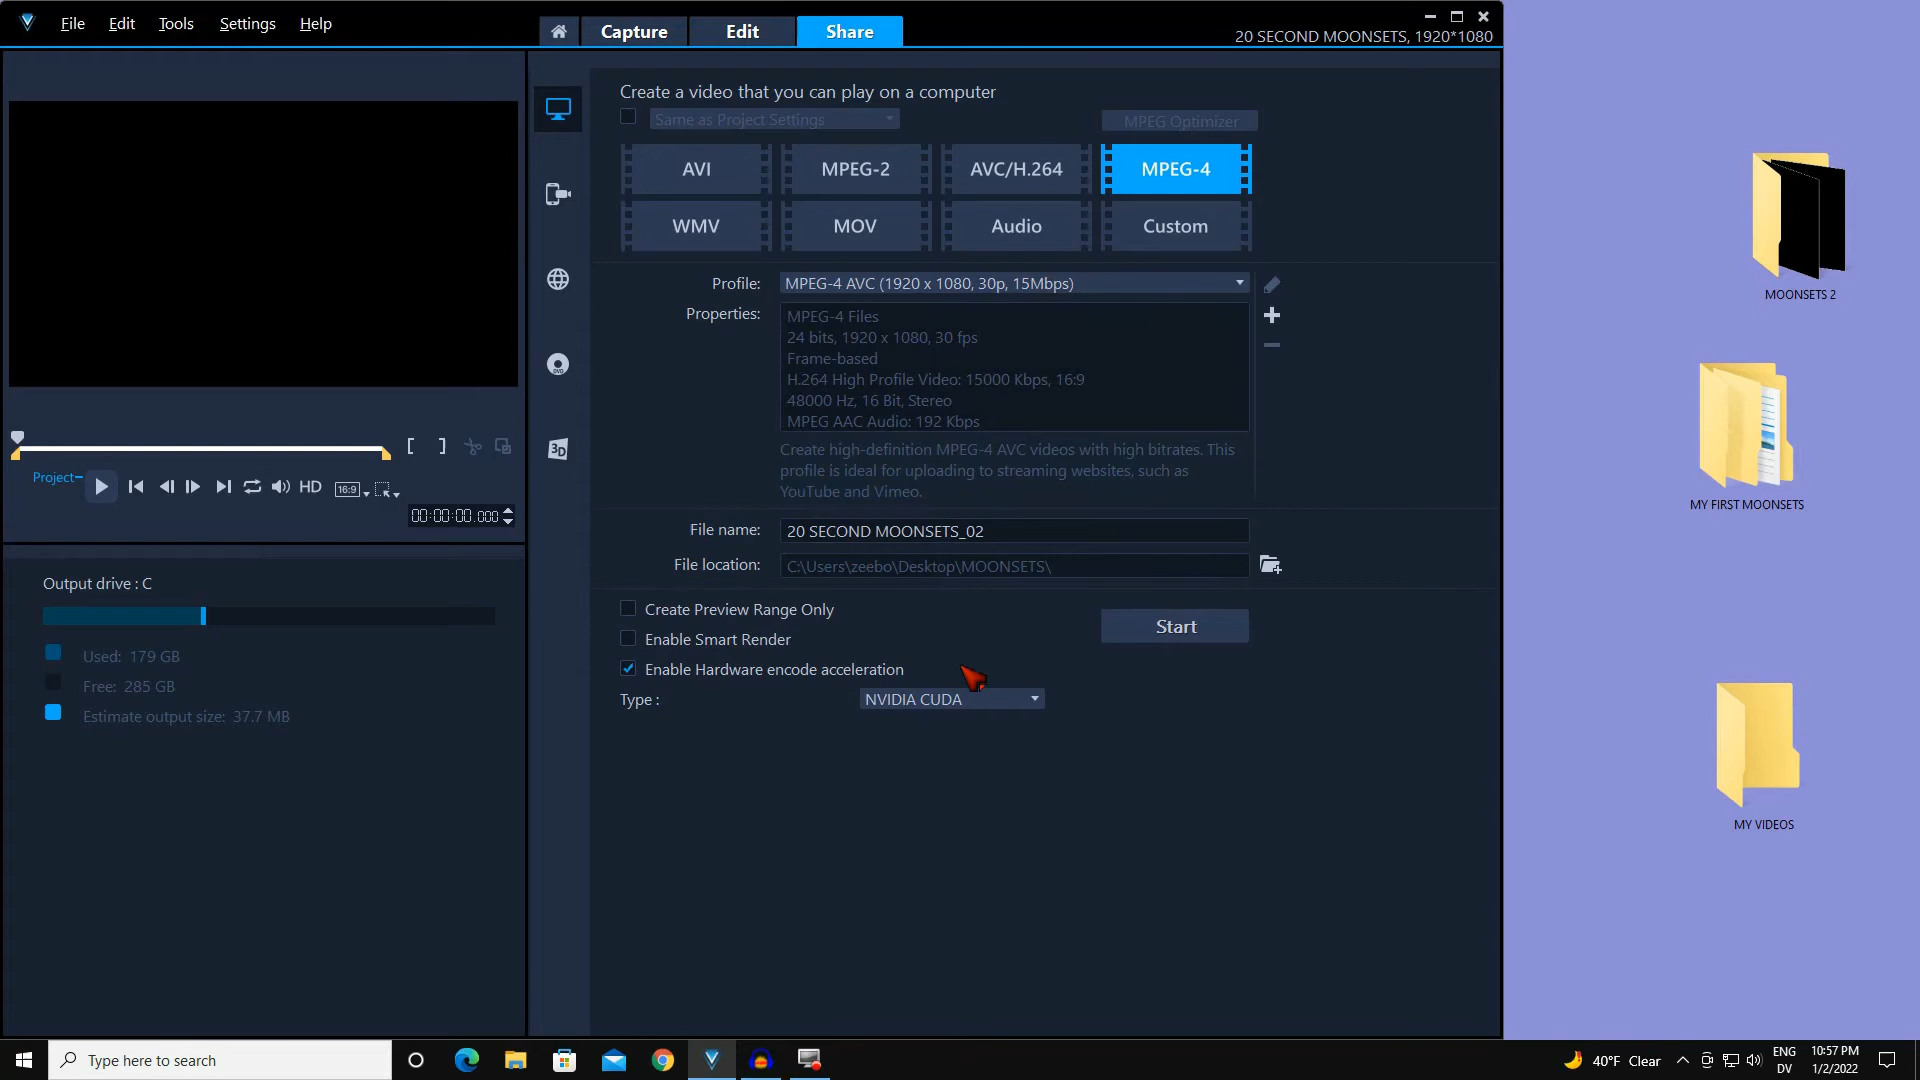 File Edit Tools Settings Help
Capture Edit Share
20 SECOND MOONSETS, 1920*1080
Create a video that you can play on a computer
Same as Project Settings
MPEG Optimizer
AVI MPEG-2 AVC/H.264 MPEG-4
WMV MOV Audio Custom
Profile: MPEG-4 AVC (1920 x 1080, 30p, 15Mbps)
Properties: MPEG-4 Files
24 bits, 1920 x 1080, 30 fps
Frame-based
H.264 High Profile Video: 15000 Kbps, 16:9
48000 Hz, 16 Bit, Stereo
MPEG AAC Audio: 192 Kbps
Create high-definition MPEG-4 AVC videos with high bitrates. This
profile is ideal for uploading to streaming websites, such as
YouTube and Vimeo.
File name: 20 SECOND MOONSETS_02
File location: C:\Users\zeebo\Desktop\MOONSETS\
Create Preview Range Only
Enable Smart Render
Enable Hardware encode acceleration
Type : NVIDIA CUDA
Start
DVD
3D
[ ]
Project HD 16:9
00:00:00.000
Output drive : C
Used: 179 GB
Free: 285 GB
Estimate output size: 37.7 MB
MOONSETS 2
MY FIRST MOONSETS
MY VIDEOS
Type here to search
40°F Clear
ENG
DV
10:57 PM
1/2/2022